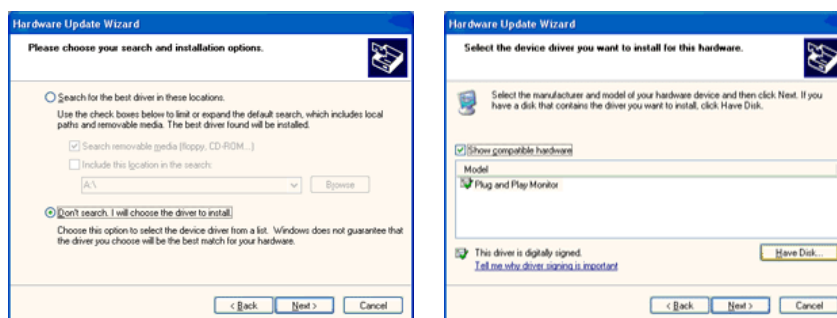 Hardware Update Wizard
Please choose your search and installation options.
Search for the best driver in these locations.
Use the check boxes below to limit or expand the default search, which includes local
paths and removable media. The best driver found will be installed.
Search removable media (floppy, CD-ROM...)
Include this location in the search:
A:\
Browse
Don't search. I will choose the driver to install.
Choose this option to select the device driver from a list. Windows does not guarantee that
the driver you choose will be the best match for your hardware.
< Back
Next >
Cancel
Hardware Update Wizard
Select the device driver you want to install for this hardware.
Select the manufacturer and model of your hardware device and then click Next. If you
have a disk that contains the driver you want to install, click Have Disk.
Show compatible hardware
Model
Plug and Play Monitor
This driver is digitally signed.
Tell me why driver signing is important
Have Disk...
< Back
Next >
Cancel